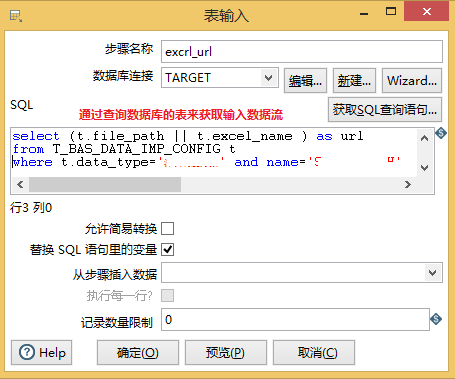 表输入
步骤名称 excrl_url
数据库连接 TARGET 编辑... 新建... Wizard...
SQL 通过查询数据库的表来获取输入数据流 获取SQL查询语句...
select (t.file_path || t.excel_name ) as url
from T_BAS_DATA_IMP_CONFIG t
where t.data_type=' ' and name='S '
行3 列0
允许简易转换
替换 SQL 语句里的变量
从步骤插入数据
执行每一行?
记录数量限制 0
Help 确定(O) 预览(P) 取消(C)